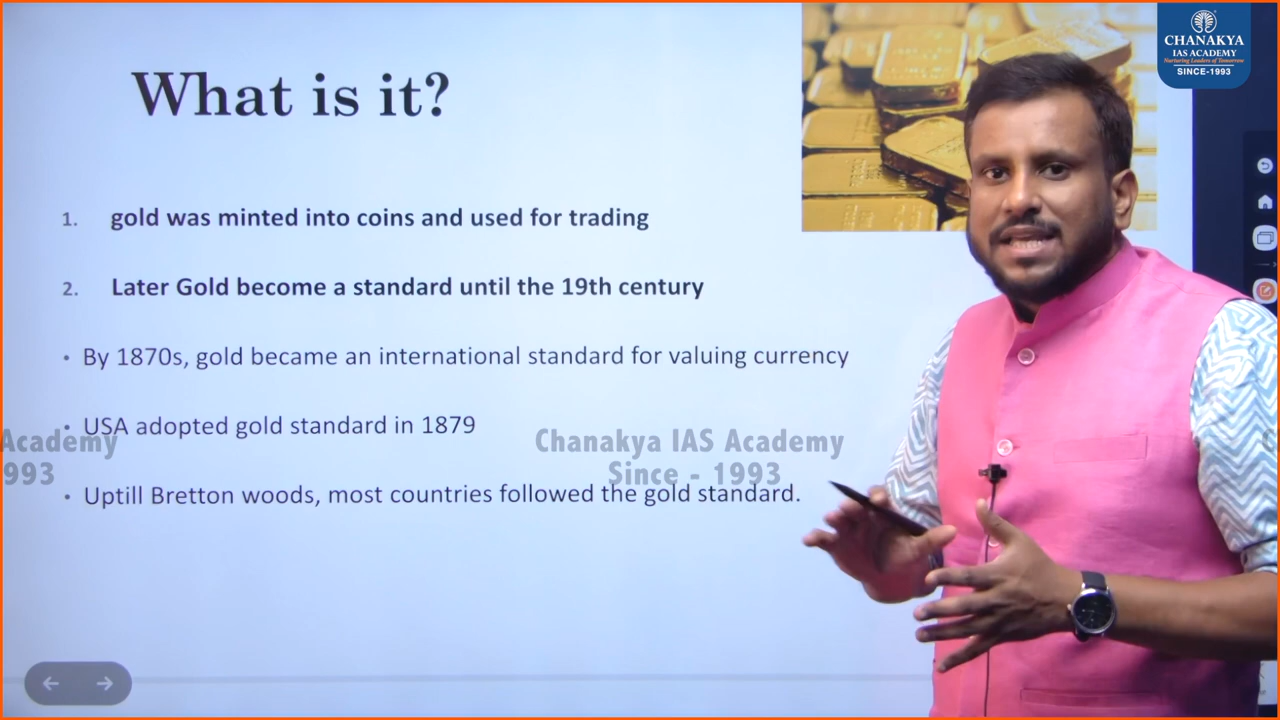 What is it?
1. gold was minted into coins and used for trading
2. Later Gold become a standard until the 19th century
• By 1870s, gold became an international standard for valuing currency
• USA adopted gold standard in 1879
• Uptill Bretton woods, most countries followed the gold standard.
Academy
993
Chanakya IAS Academy
Since - 1993
CHANAKYA
IAS ACADEMY
Nurturing Leaders of Tomorrow
SINCE-1993